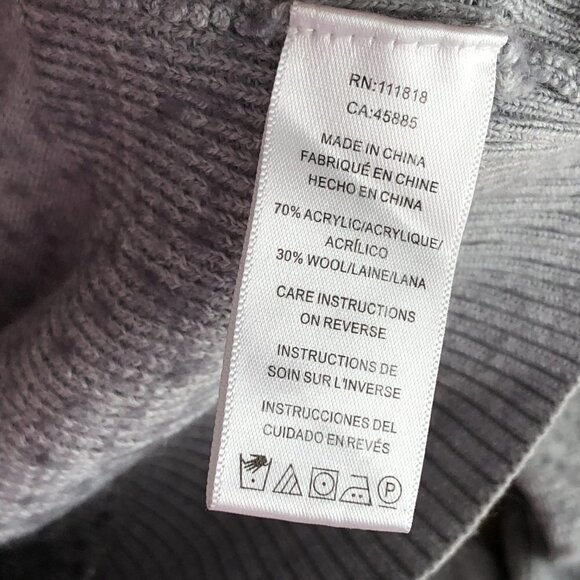 RN:111818
CA:45885
MADE IN CHINA
FABRIQUÉ EN CHINE
HECHO EN CHINA
70% ACRYLIC/ACRYLIQUE/
ACRÍLICO
30% WOOL/LAINE/LANA
CARE INSTRUCTIONS
ON REVERSE
INSTRUCTIONS DE
SOIN SUR L'INVERSE
INSTRUCCIONES DEL
CUIDADO EN REVÉS
P